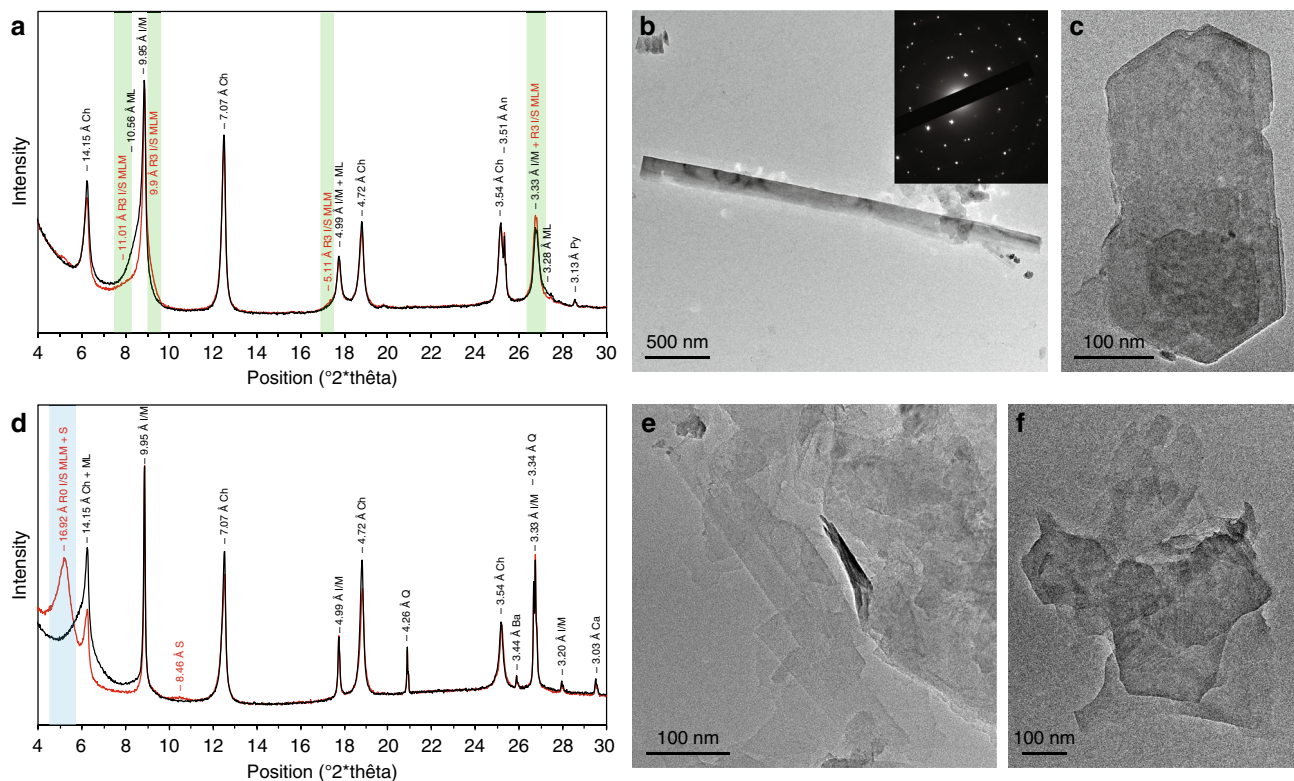 a
Intensity
– 14.15 Å Ch
– 11.01 Å R3 I/S MLM
– 10.56 Å ML
– 9.95 Å I/M
9.9 Å R3 I/S MLM
– 7.07 Å Ch
– 5.11 Å R3 I/S MLM
– 4.99 Å I/M + ML
– 4.72 Å Ch
– 3.54 Å Ch
– 3.51 Å An
– 3.33 Å I/M + R3 I/S MLM
– 3.28 Å ML
– 3.13 Å Py
4 6 8 10 12 14 16 18 20 22 24 26 28 30
Position (°2*thêta)
b
500 nm
c
100 nm
d
Intensity
– 16.92 Å R0 I/S MLM + S
– 14.15 Å Ch + ML
– 9.95 Å I/M
– 8.46 Å S
– 7.07 Å Ch
– 4.99 Å I/M
– 4.72 Å Ch
– 4.26 Å Q
– 3.54 Å Ch
– 3.44 Å Ba
– 3.33 Å I/M
– 3.34 Å Q
– 3.20 Å I/M
– 3.03 Å Ca
4 6 8 10 12 14 16 18 20 22 24 26 28 30
Position (°2*thêta)
e
100 nm
f
100 nm